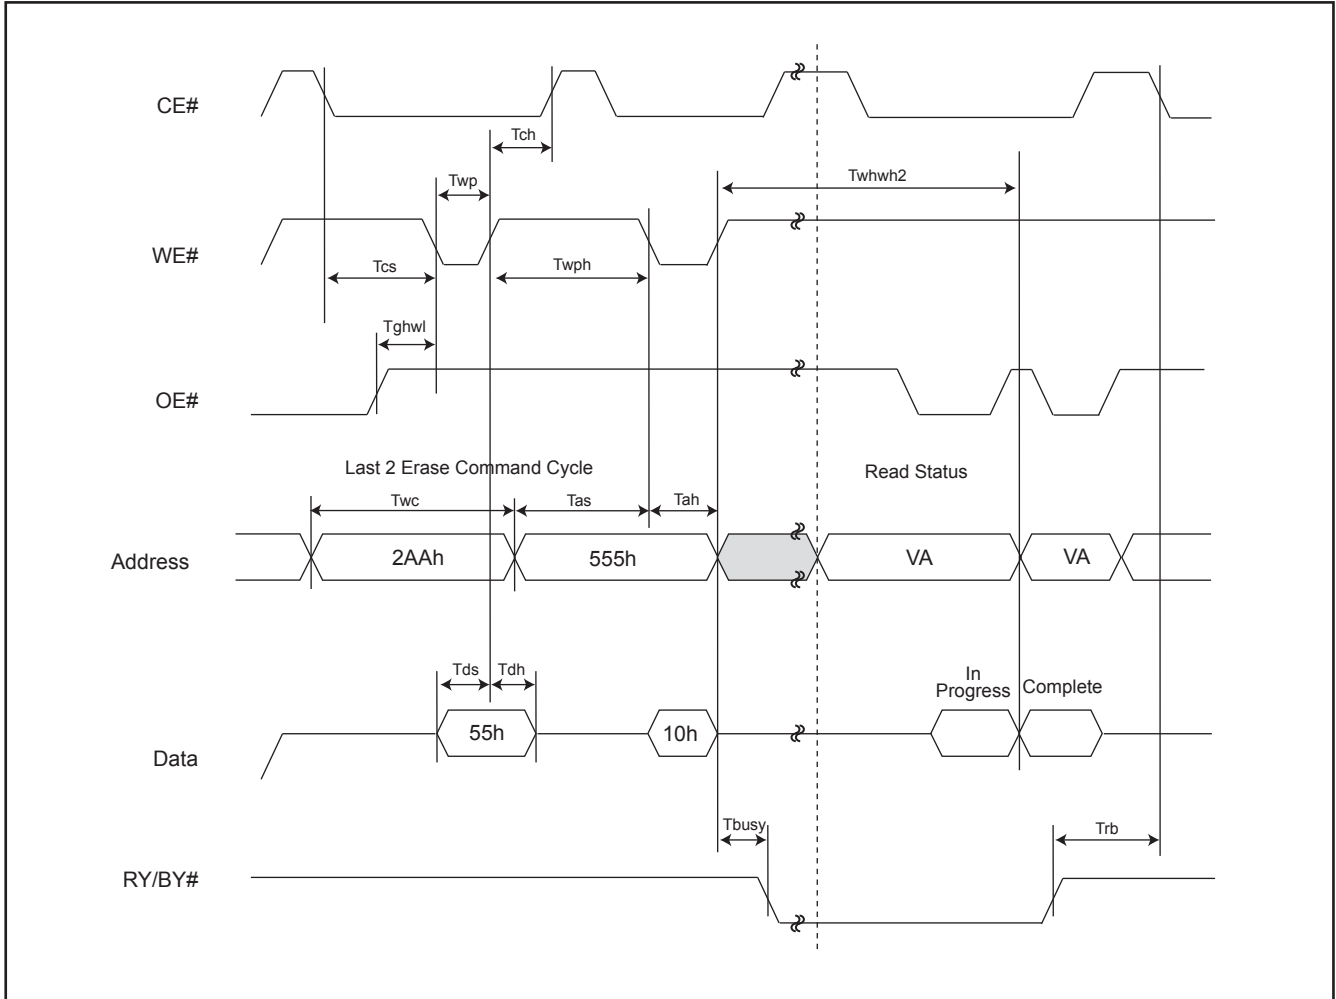 CE#
Tch
Twp
Twhwh2
WE#
Tcs
Twph
Tghwl
OE#
Last 2 Erase Command Cycle
Read Status
Twc
Tas
Tah
Address
2AAh
555h
VA
VA
Tds
Tdh
In
Progress
Complete
55h
10h
Data
Tbusy
Trb
RY/BY#